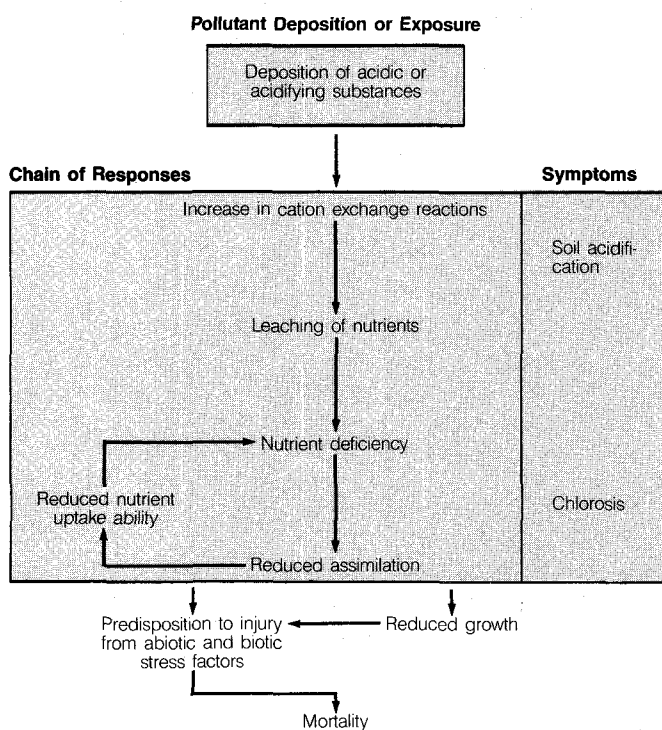 Pollutant Deposition or Exposure
Deposition of acidic or
acidifying substances
Chain of Responses
Symptoms
Increase in cation exchange reactions
Soil acidifi-
cation
Leaching of nutrients
Nutrient deficiency
Reduced nutrient
uptake ability
Chlorosis
Reduced assimilation
Predisposition to injury
from abiotic and biotic
stress factors
Reduced growth
Mortality